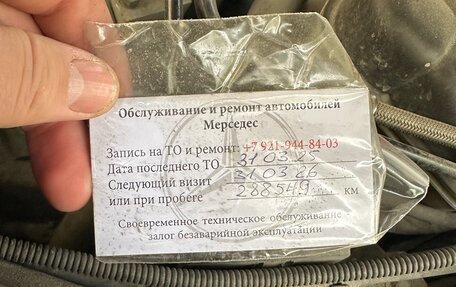 Обслуживание и ремонт автомобилей
Мерседес
Запись на ТО и ремонт: +7 921-944-84-03
Дата последнего ТО 31.03.25
Следующий визит 31.03.26
или при пробеге 288549 км
Своевременное техническое обслуживание
залог безаварийной эксплуатации